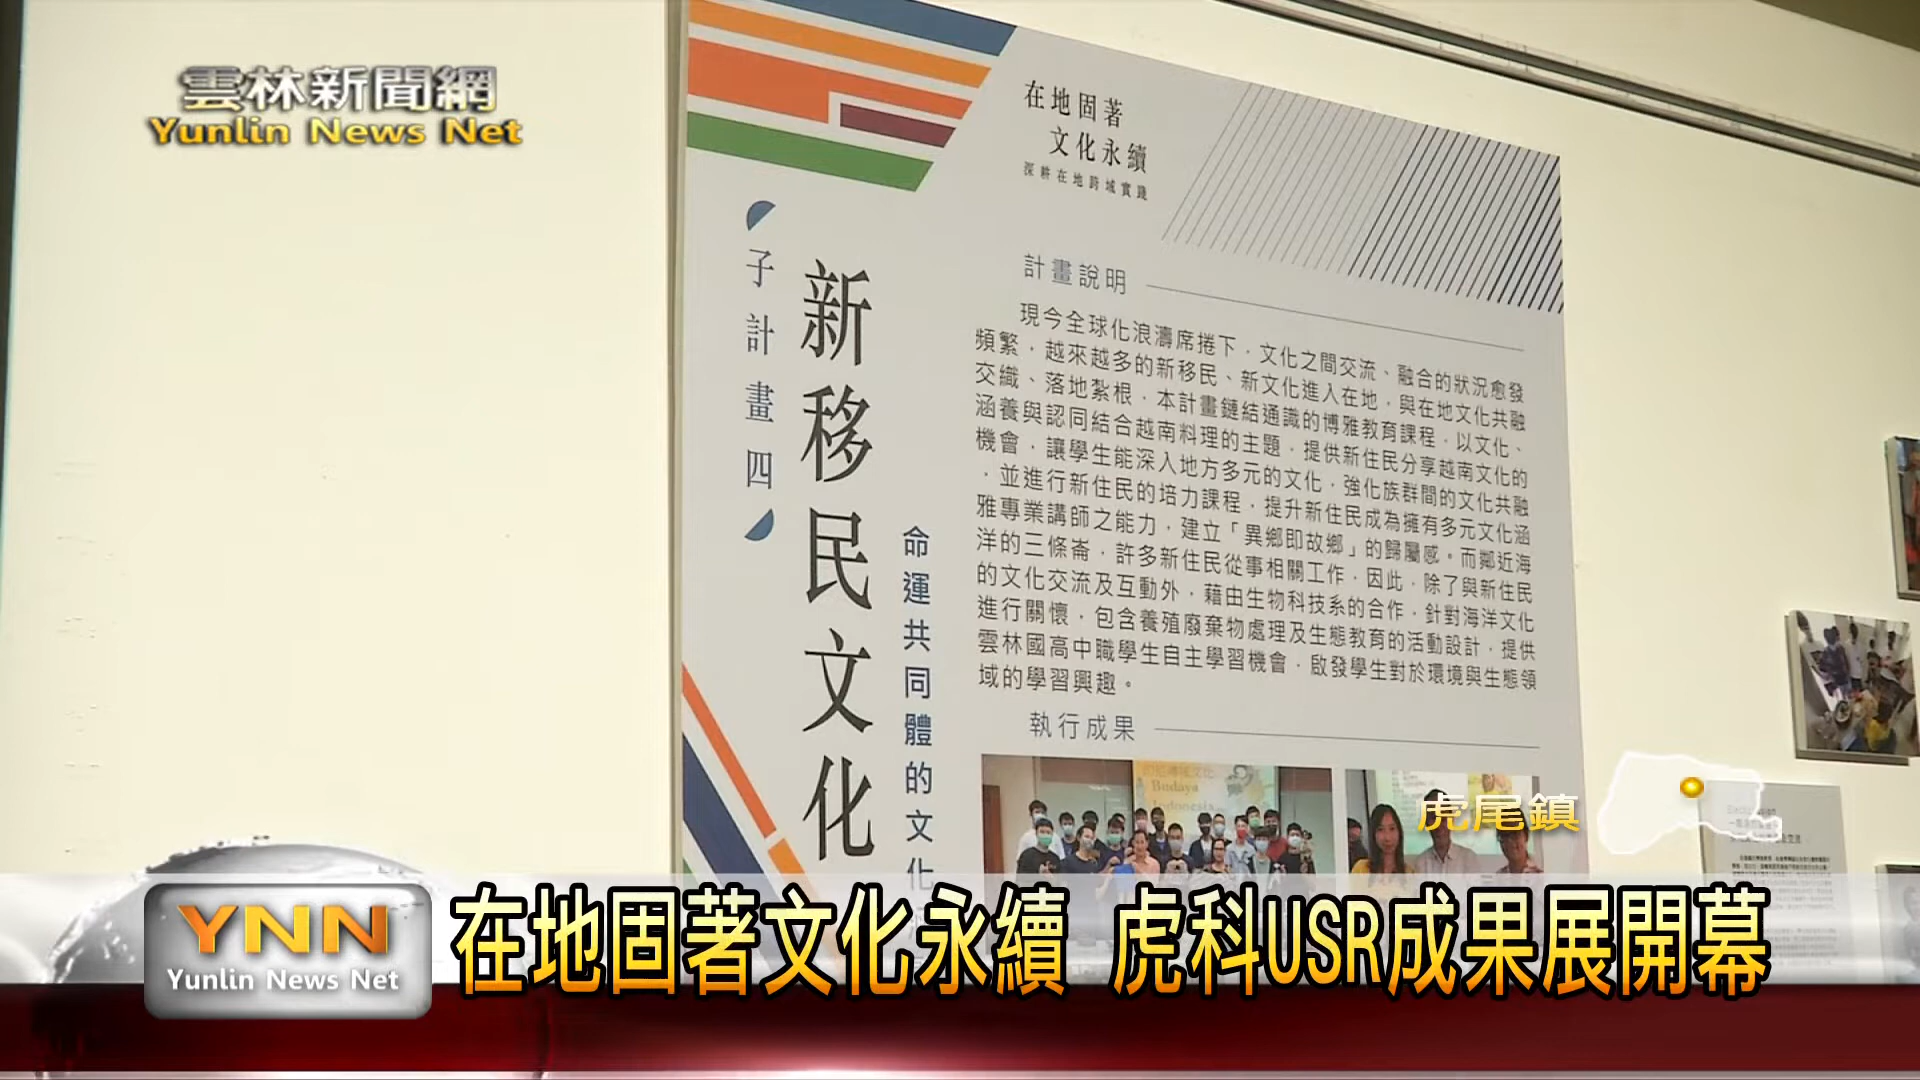 雲林新聞網
Yunlin News Net
在地固著
文化永續
深耕在地跨域實踐
子計畫四
新移民文化
命運共同體的文化
計畫說明
現今全球化浪濤席捲下，文化之間交流、融合的狀況愈發
頻繁，越來越多的新移民、新文化進入在地，與在地文化共融
交織、落地紮根，本計畫鏈結通識的博雅教育課程，以文化、
涵養與認同結合越南料理的主題，提供新住民分享越南文化的
機會，讓學生能深入地方多元的文化，強化族群間的文化共融
，並進行新住民的培力課程，提升新住民成為擁有多元文化涵
雅專業講師之能力，建立「異鄉即故鄉」的歸屬感。而鄰近海
洋的三條崙，許多新住民從事相關工作，因此，除了與新住民
的文化交流及互動外，藉由生物科技系的合作，針對海洋文化
進行關懷，包含養殖廢棄物處理及生態教育的活動設計，提供
雲林國高中職學生自主學習機會，啟發學生對於環境與生態領
域的學習興趣。
執行成果
Budaya
Indonesia
虎尾鎮
YNN
Yunlin News Net
在地固著文化永續 虎科USR成果展開幕